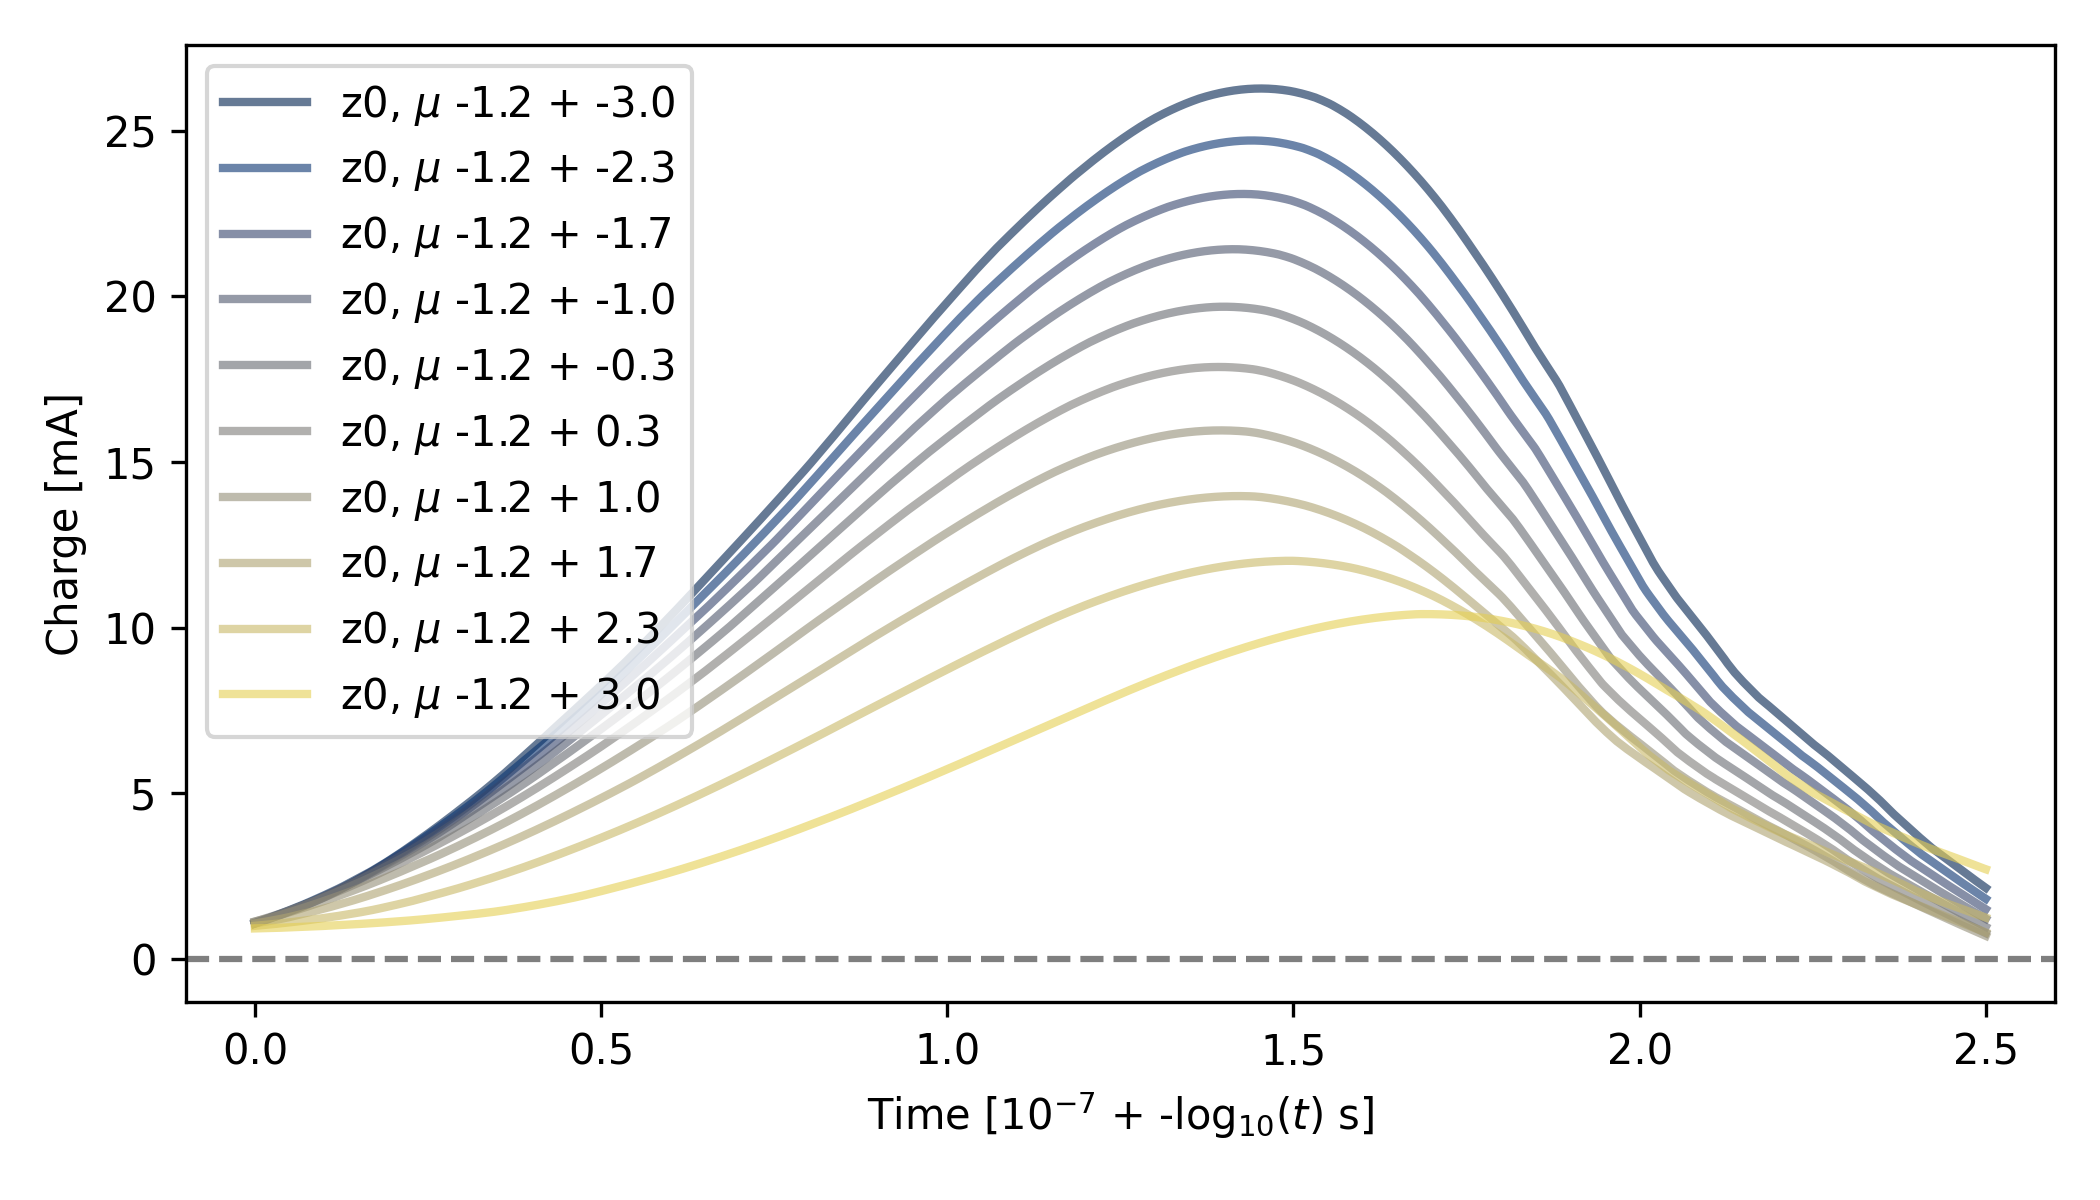 z0, μ -1.2 + -3.0
z0, μ -1.2 + -2.3
z0, μ -1.2 + -1.7
z0, μ -1.2 + -1.0
z0, μ -1.2 + -0.3
z0, μ -1.2 + 0.3
z0, μ -1.2 + 1.0
z0, μ -1.2 + 1.7
z0, μ -1.2 + 2.3
z0, μ -1.2 + 3.0
Charge [mA]
25
20
15
10
5
0
0.0 0.5 1.0 1.5 2.0 2.5
Time [10⁻⁷ + -log₁₀(t) s]